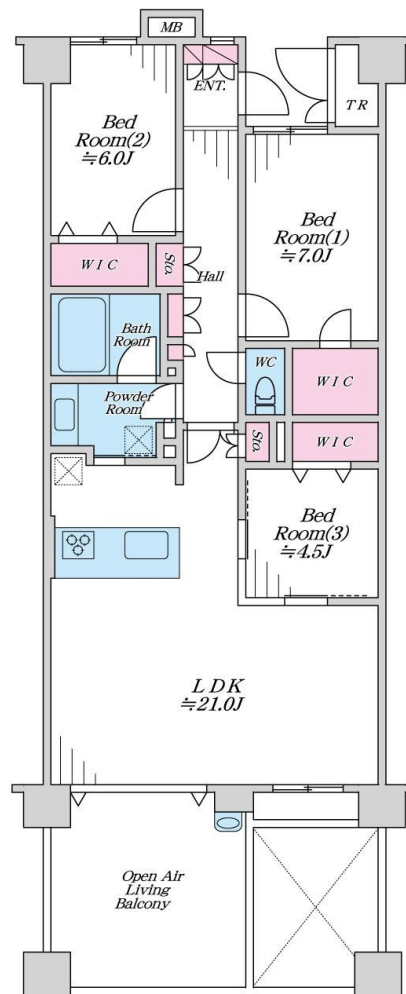 MB
ENT.
TR
Bed
Room(2)
≒6.0J
Bed
Room(1)
≒7.0J
WIC
Sto.
Hall
Bath
Room
WC
WIC
Powder
Room
Sto.
WIC
Bed
Room(3)
≒4.5J
LDK
≒21.0J
Open Air
Living
Balcony